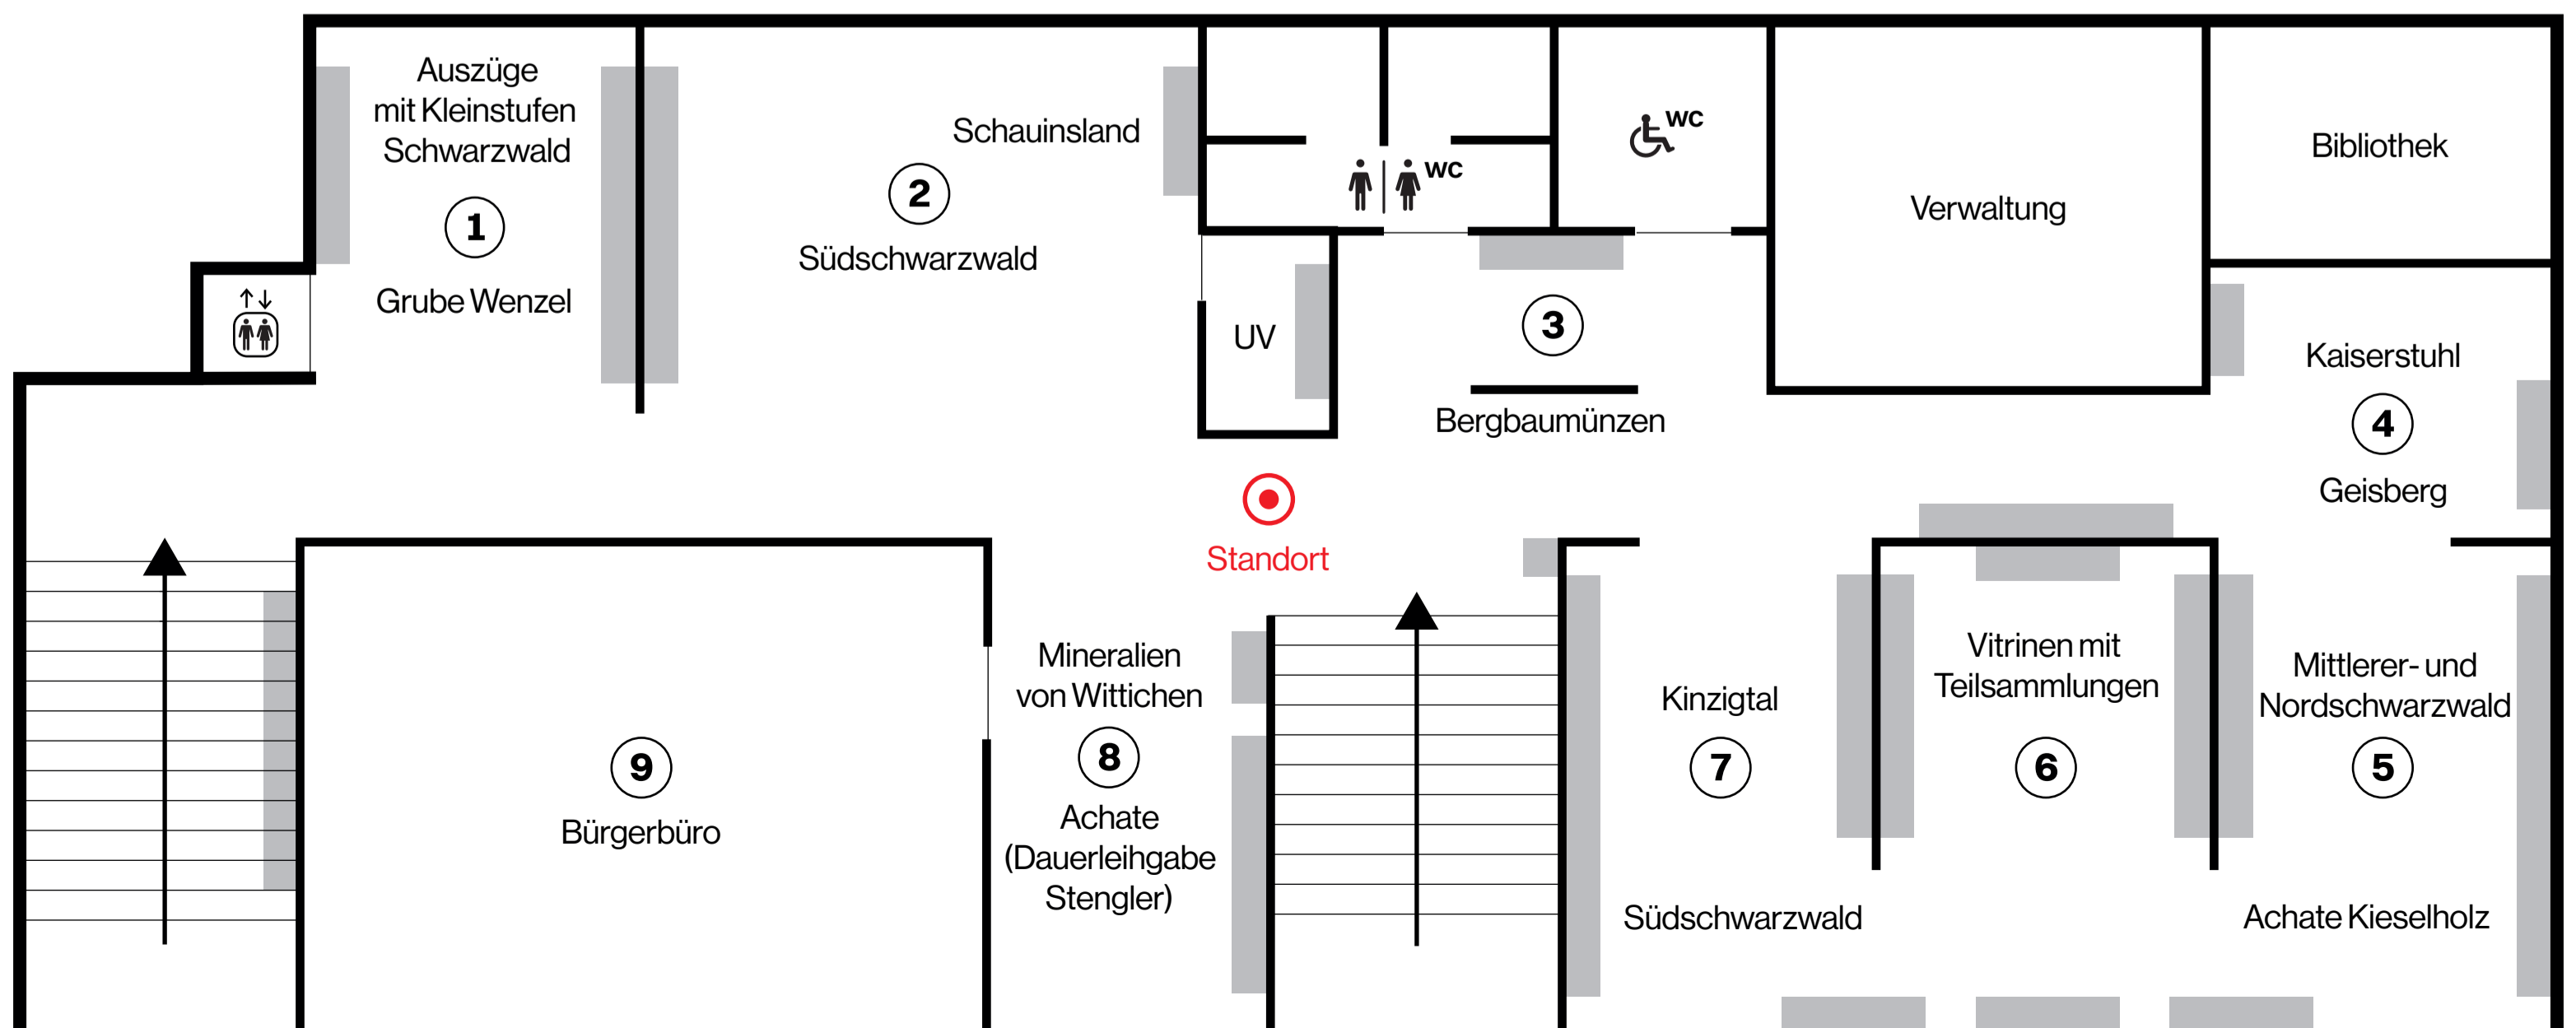 Auszüge
mit Kleinstufen
Schwarzwald
1
Grube Wenzel
Schauinsland
2
Südschwarzwald
WC
WC
UV
3
Bergbaumünzen
Verwaltung
Bibliothek
Kaiserstuhl
4
Geisberg
Standort
9
Bürgerbüro
Mineralien
von Wittichen
8
Achate
(Dauerleihgabe
Stengler)
Kinzigtal
7
Südschwarzwald
Vitrinen mit
Teilsammlungen
6
Mittlerer- und
Nordschwarzwald
5
Achate Kieselholz